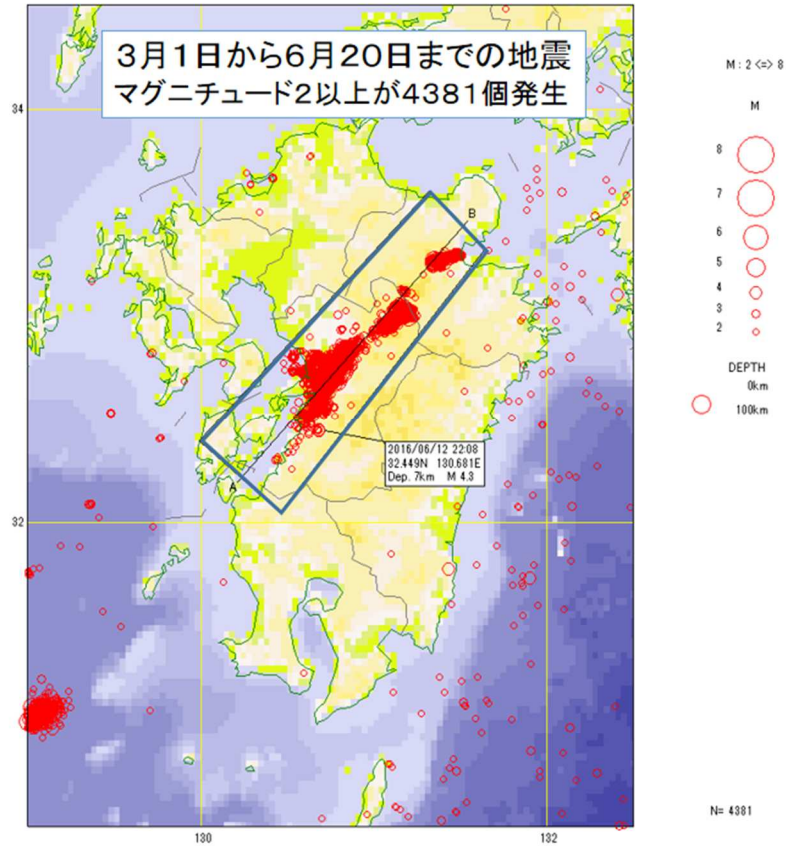 3月1日から6月20日までの地震
マグニチュード2以上が4381個発生
M : 2 <=> 8
M
8
7
6
5
4
3
2
DEPTH
0km
100km
34
B
2016/06/12 22:08
32.449N 130.681E
Dep. 7km M 4.3
A
32
N= 4381
130
132